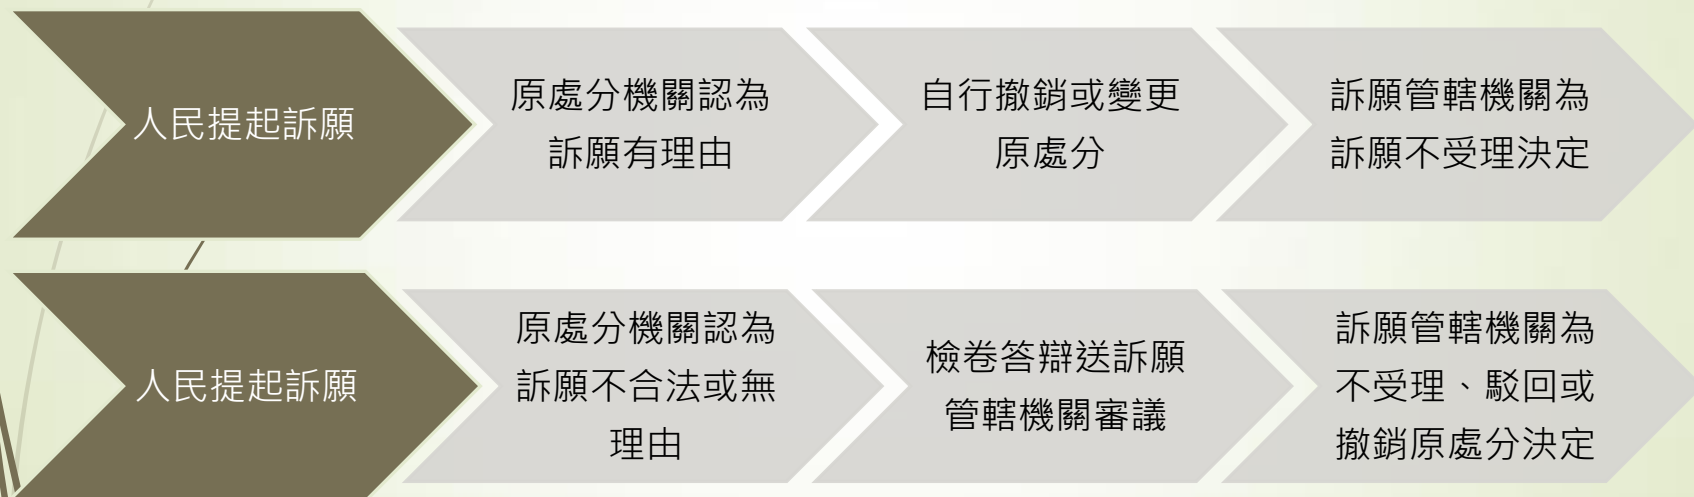 人民提起訴願
原處分機關認為
訴願有理由
自行撤銷或變更
原處分
訴願管轄機關為
訴願不受理決定
人民提起訴願
原處分機關認為
訴願不合法或無
理由
檢卷答辯送訴願
管轄機關審議
訴願管轄機關為
不受理、駁回或
撤銷原處分決定